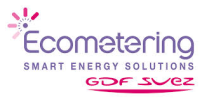 Ecometering
SMART ENERGY SOLUTIONS
GDF SUEZ